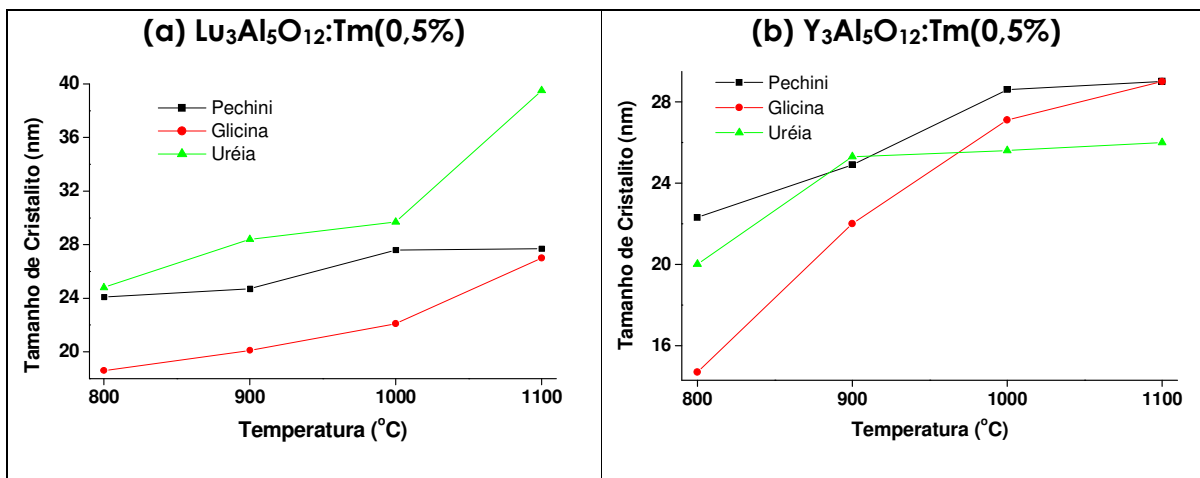 (a) Lu₃Al₅O₁₂:Tm(0,5%)
Pechini
Glicina
Uréia
Tamanho de Cristalito (nm)
40
36
32
28
24
20
800 900 1000 1100
Temperatura (°C)
(b) Y₃Al₅O₁₂:Tm(0,5%)
Pechini
Glicina
Uréia
Tamanho de Cristalito (nm)
28
24
20
16
800 900 1000 1100
Temperatura (°C)